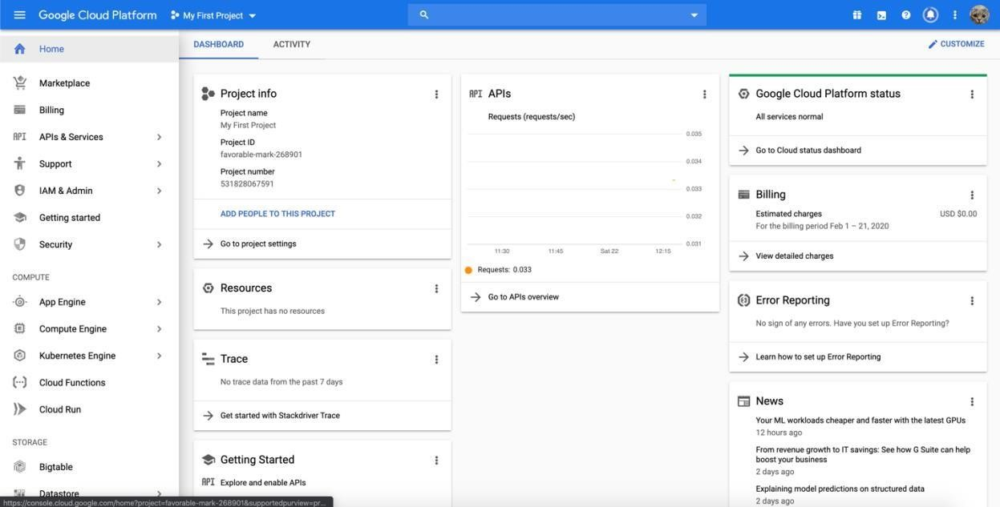 Google Cloud Platform
My First Project
DASHBOARD
ACTIVITY
CUSTOMIZE
Home
Marketplace
Billing
API
APIs & Services
Support
IAM & Admin
Getting started
Security
COMPUTE
App Engine
Compute Engine
Kubernetes Engine
Cloud Functions
Cloud Run
STORAGE
Bigtable
Datastore
https://console.cloud.google.com/home?project=favorable-mark-268901&supportedpurview=pr...
Project info
Project name
My First Project
Project ID
favorable-mark-268901
Project number
531828067591
ADD PEOPLE TO THIS PROJECT
Go to project settings
Resources
This project has no resources
Trace
No trace data from the past 7 days
Get started with Stackdriver Trace
Getting Started
API
Explore and enable APIs
API
APIs
Requests (requests/sec)
0.035
0.034
0.033
0.032
0.031
11:30
11:45
Sat 22
12:15
Requests: 0.033
Go to APIs overview
Google Cloud Platform status
All services normal
Go to Cloud status dashboard
Billing
Estimated charges
USD $0.00
For the billing period Feb 1 – 21, 2020
View detailed charges
Error Reporting
No sign of any errors. Have you set up Error Reporting?
Learn how to set up Error Reporting
News
Your ML workloads cheaper and faster with the latest GPUs
12 hours ago
From revenue growth to IT savings: See how G Suite can help
boost your business
2 days ago
Explaining model predictions on structured data
2 days ago